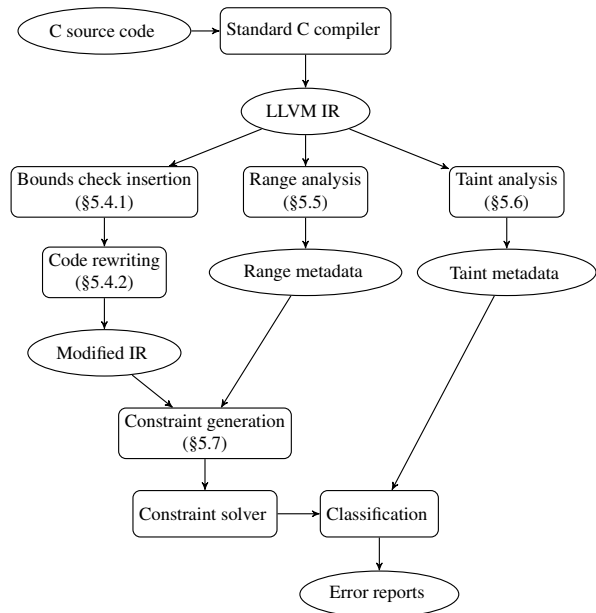 C source code
Standard C compiler
LLVM IR
Bounds check insertion
(§5.4.1)
Range analysis
(§5.5)
Taint analysis
(§5.6)
Code rewriting
(§5.4.2)
Range metadata
Taint metadata
Modified IR
Constraint generation
(§5.7)
Constraint solver
Classification
Error reports